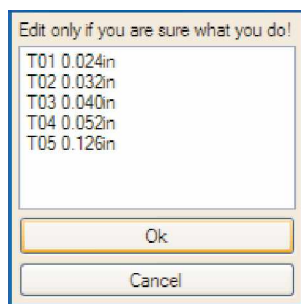 Edit only if you are sure what you do!
T01 0.024in
T02 0.032in
T03 0.040in
T04 0.052in
T05 0.126in
Ok
Cancel